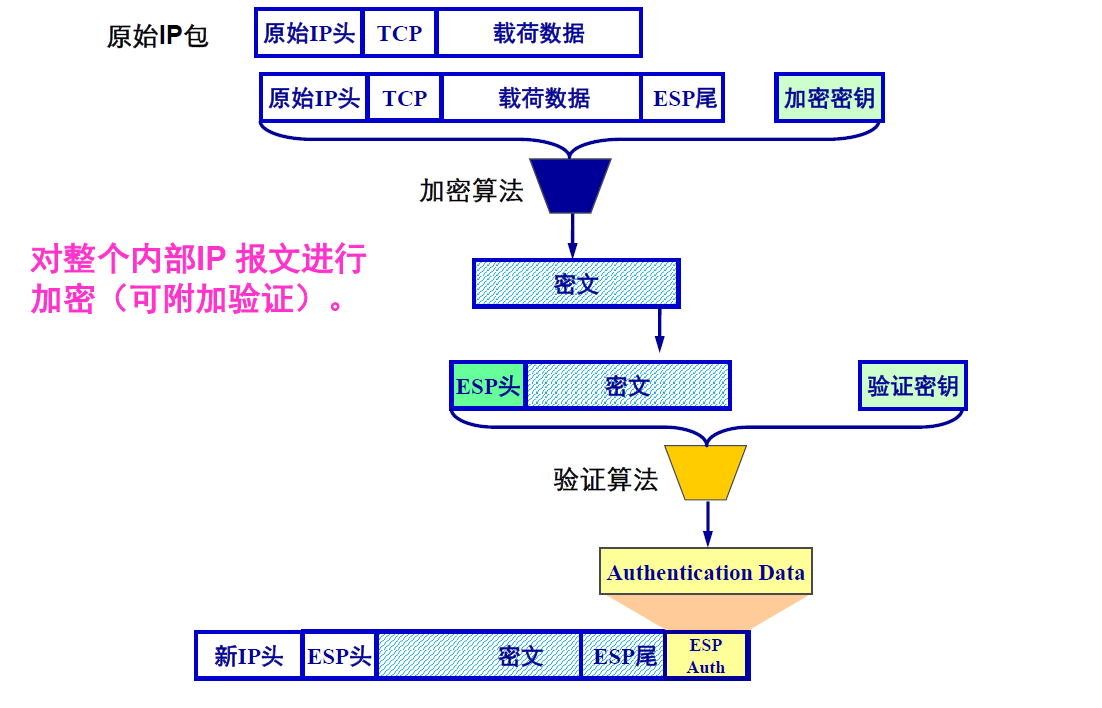 原始IP包 原始IP头 TCP 载荷数据
原始IP头 TCP 载荷数据 ESP尾 加密密钥
加密算法
对整个内部IP 报文进行
加密（可附加验证）。
密文
ESP头 密文 验证密钥
验证算法
Authentication Data
新IP头 ESP头 密文 ESP尾 ESP
Auth